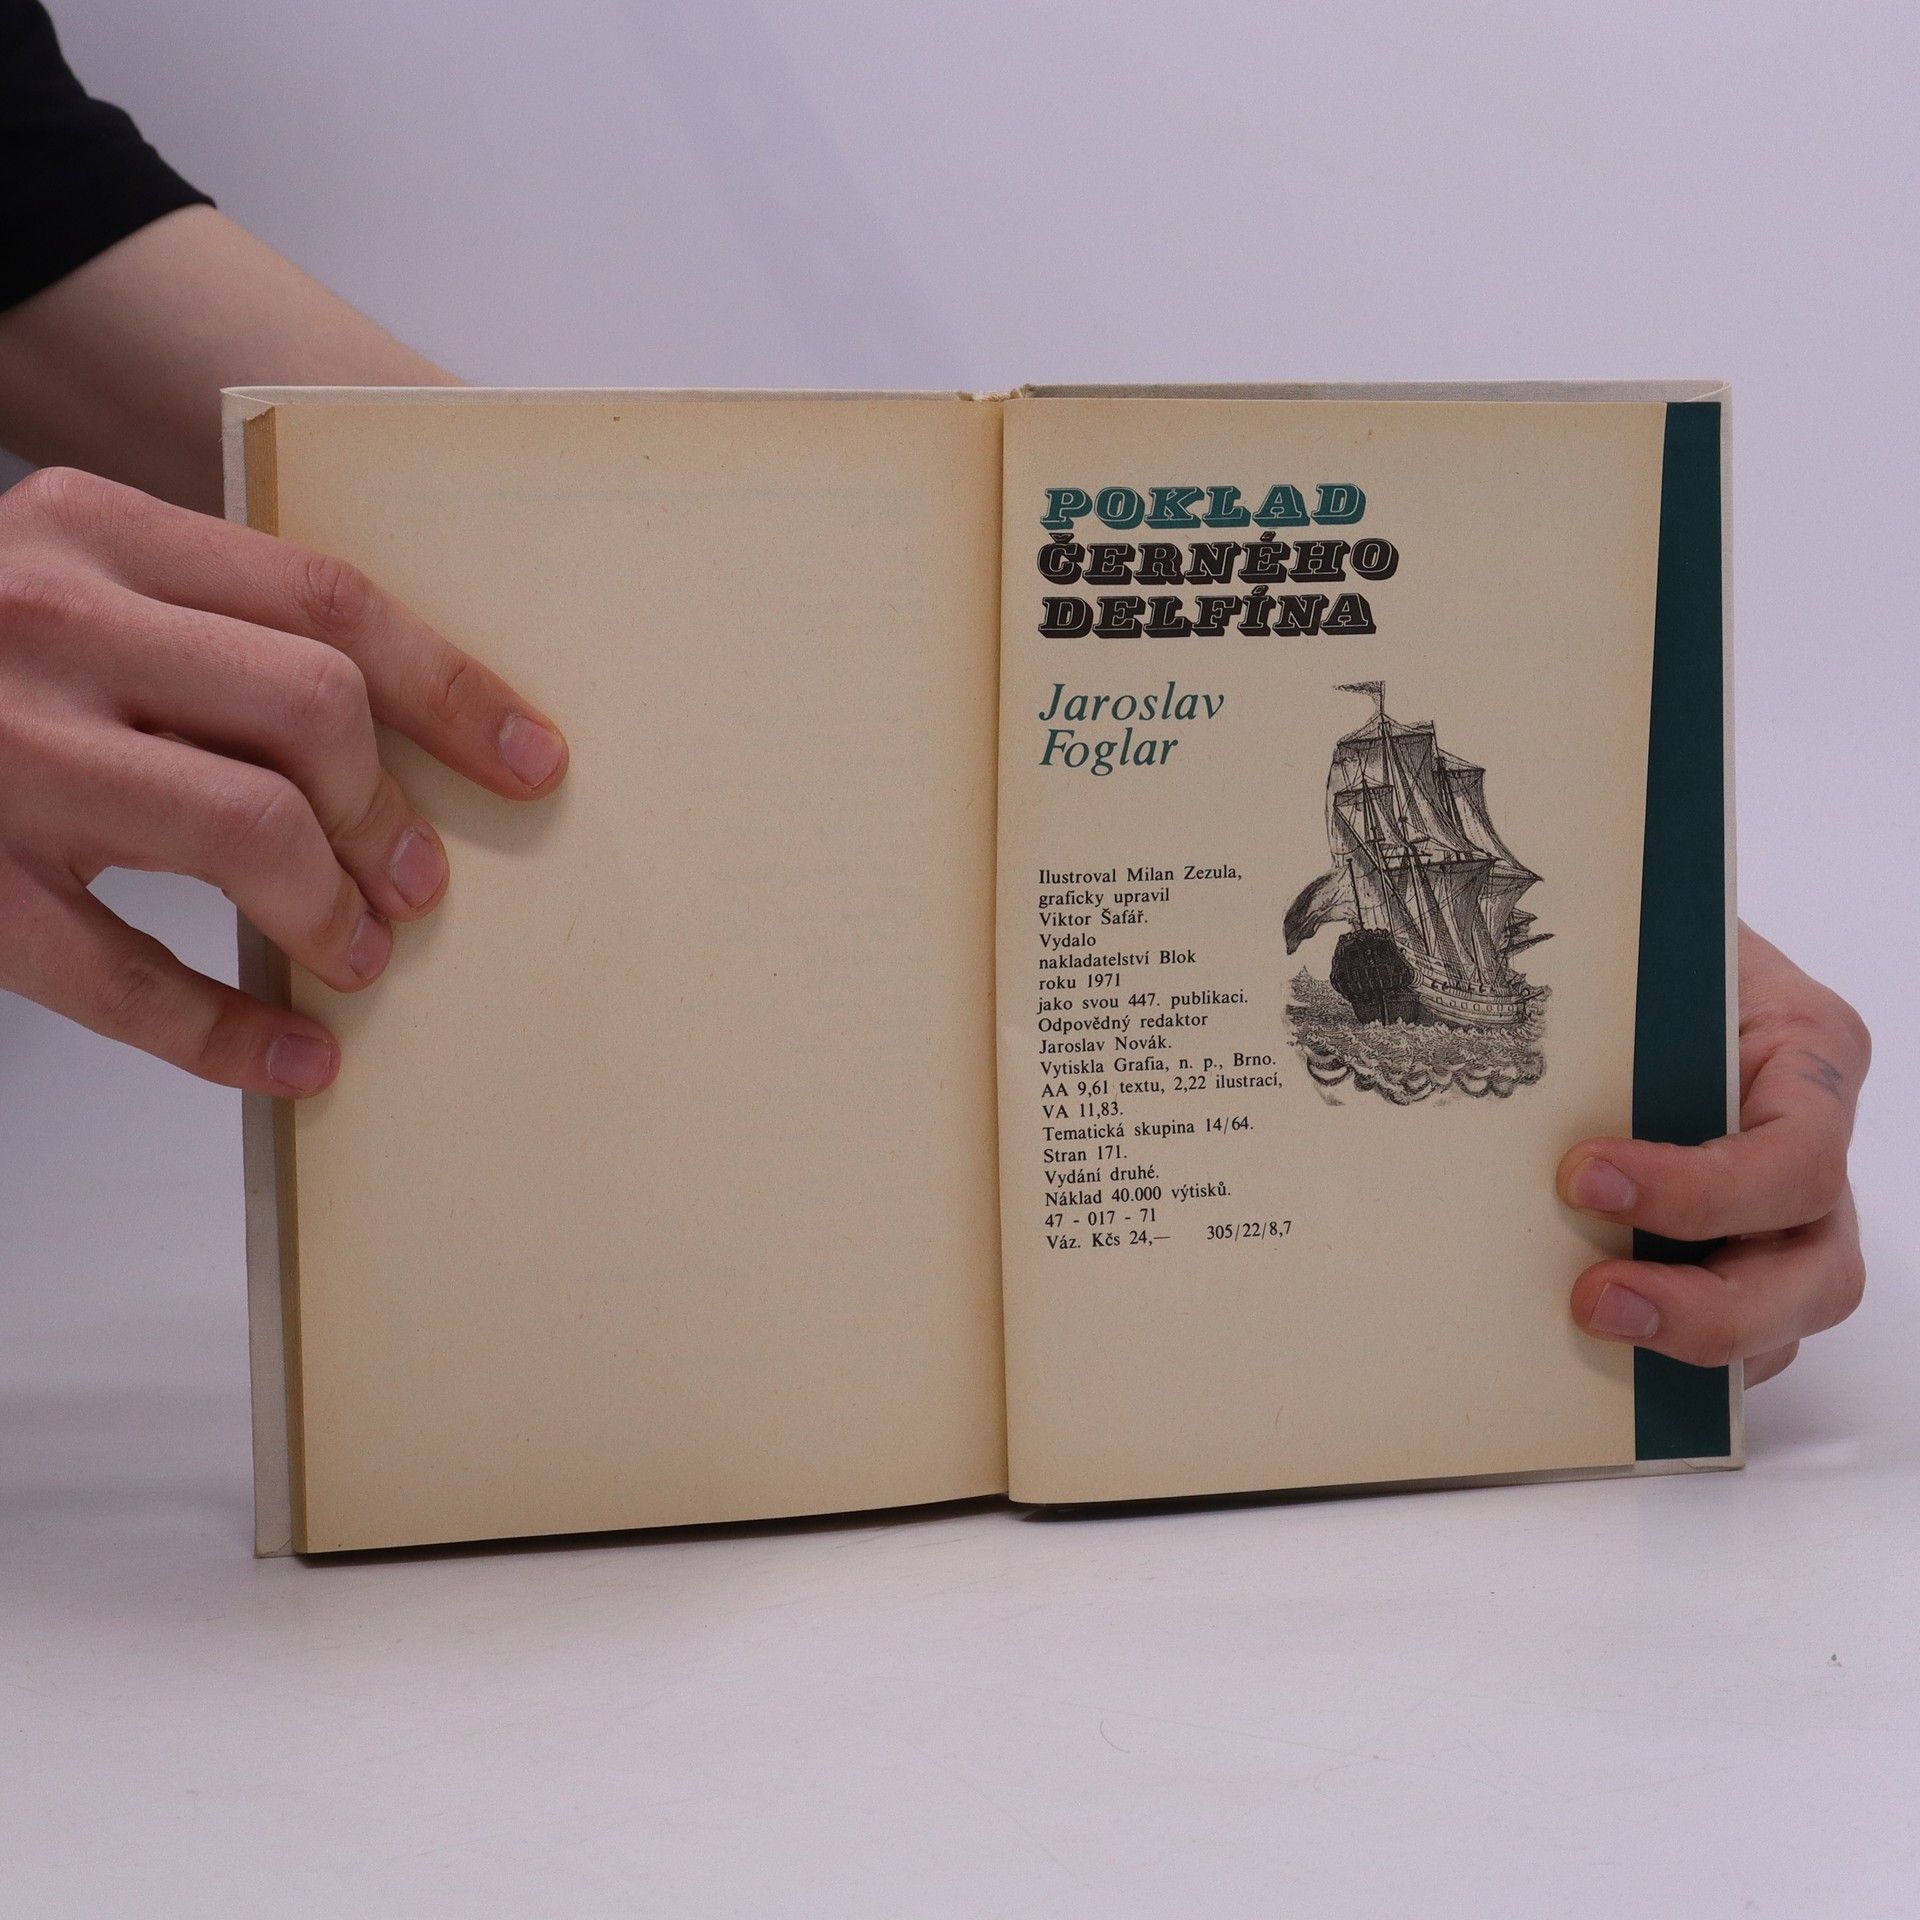 POKLAD
ČERNÉHO
DELFÍNA
Jaroslav
Foglar
Ilustroval Milan Zezula,
graficky upravil
Viktor Šafář.
Vydalo
nakladatelství Blok
roku 1971
jako svou 447. publikaci.
Odpovědný redaktor
Jaroslav Novák.
Vytiskla Grafia, n. p., Brno.
AA 9,61 textu, 2,22 ilustrací,
VA 11,83.
Tematická skupina 14/64.
Stran 171.
Vydání druhé.
Náklad 40.000 výtisků.
47 - 017 - 71
Váz. Kčs 24,— 305/22/8,7